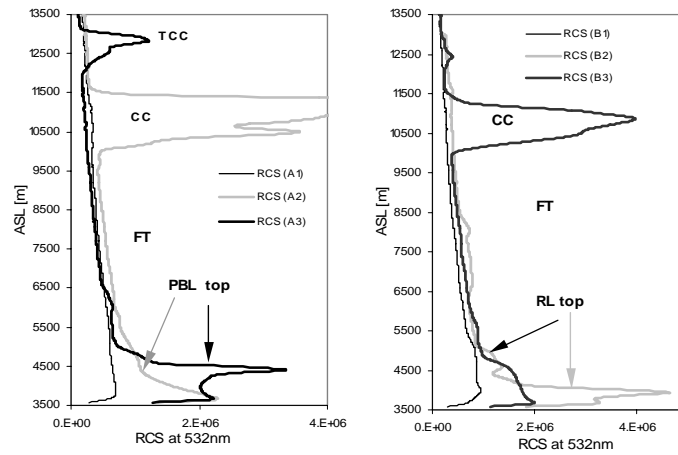 13500
12500
11500
10500
9500
8500
7500
6500
5500
4500
3500
ASL [m]
TCC
CC
RCS (A1)
RCS (A2)
RCS (A3)
FT
PBL top
0.E+00
2.E+06
4.E+06
RCS at 532nm
13500
12500
11500
10500
9500
8500
7500
6500
5500
4500
3500
ASL [m]
RCS (B1)
RCS (B2)
RCS (B3)
CC
FT
RL top
0.E+00
2.E+06
4.E+06
RCS at 532nm